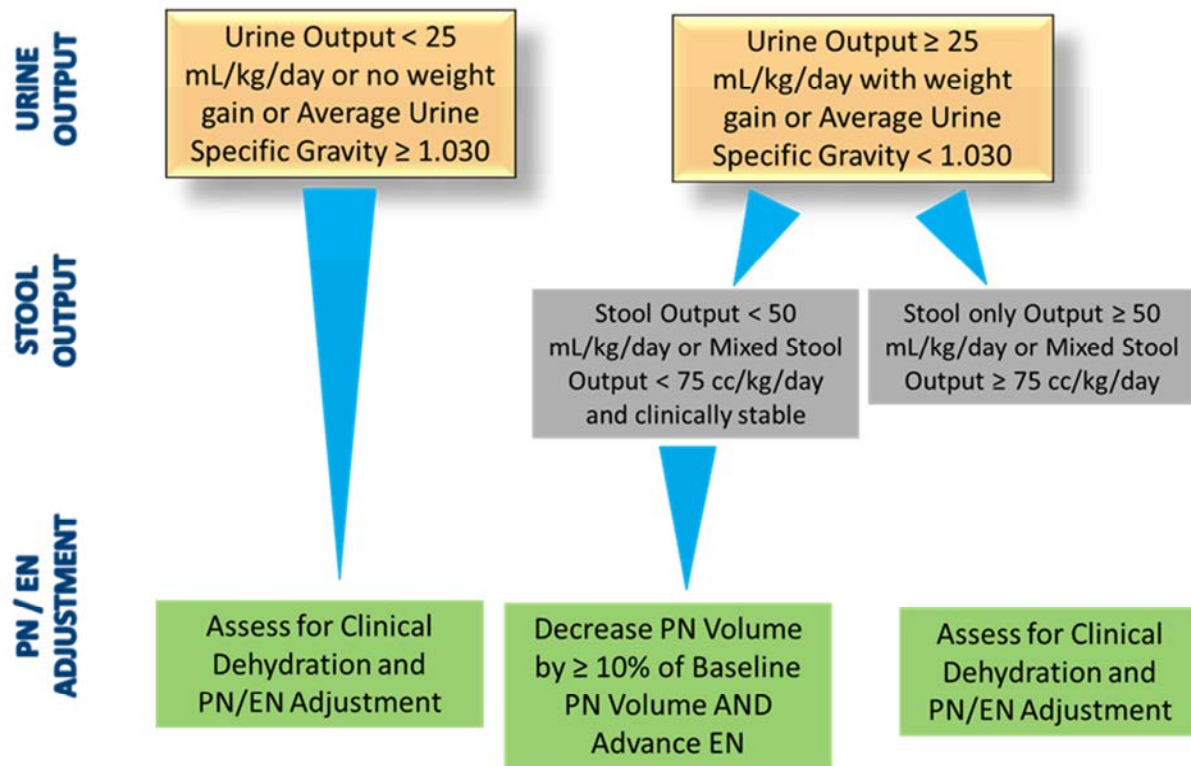 URINE
OUTPUT
Urine Output < 25
mL/kg/day or no weight
gain or Average Urine
Specific Gravity ≥ 1.030
Urine Output ≥ 25
mL/kg/day with weight
gain or Average Urine
Specific Gravity < 1.030
STOOL
OUTPUT
Stool Output < 50
mL/kg/day or Mixed Stool
Output < 75 cc/kg/day
and clinically stable
Stool only Output ≥ 50
mL/kg/day or Mixed Stool
Output ≥ 75 cc/kg/day
PN / EN
ADJUSTMENT
Assess for Clinical
Dehydration and
PN/EN Adjustment
Decrease PN Volume
by ≥ 10% of Baseline
PN Volume AND
Advance EN
Assess for Clinical
Dehydration and
PN/EN Adjustment